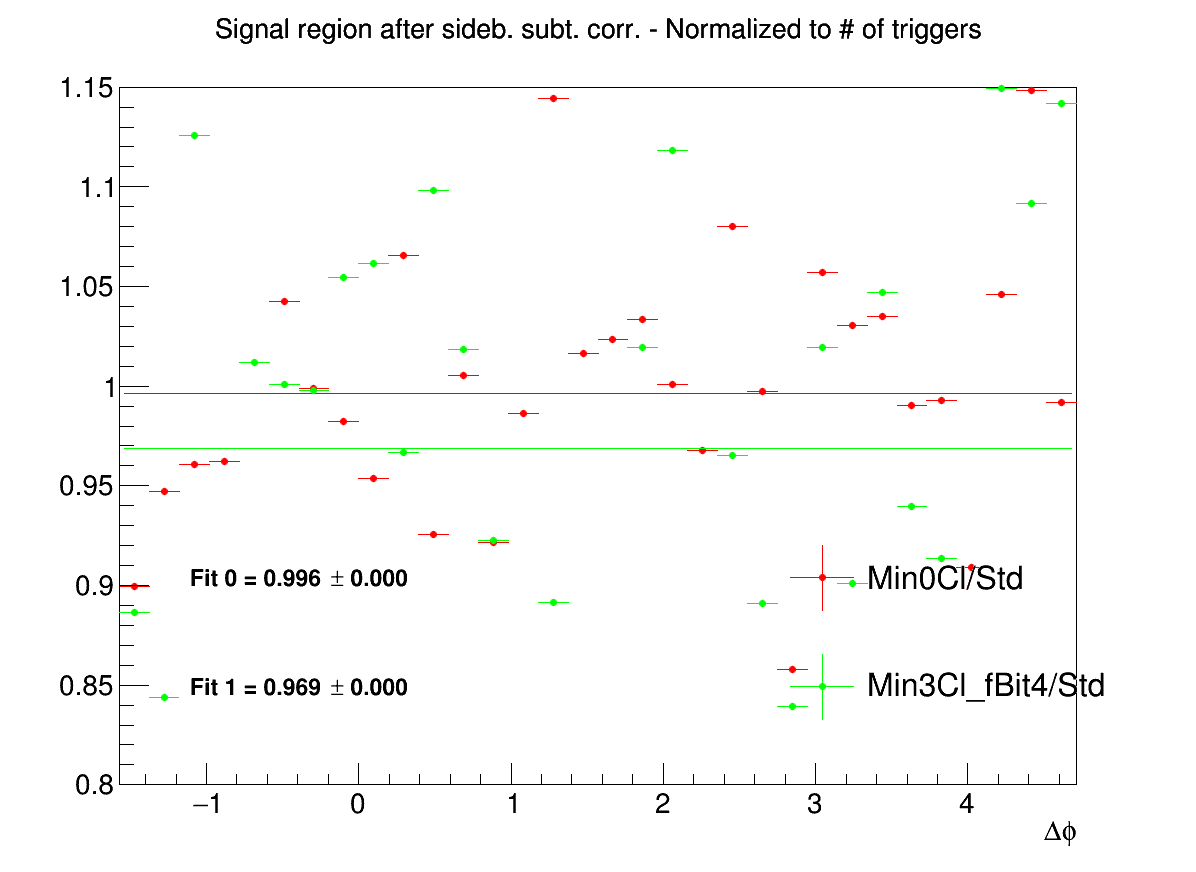 Signal region after sideb. subt. corr. - Normalized to # of triggers
1.15
1.1
1.05
1
0.95
0.9
0.85
0.8
Fit 0 = 0.996 ± 0.000
Min0Cl/Std
Fit 1 = 0.969 ± 0.000
Min3Cl_fBit4/Std
−1 0 1 2 3 4
Δϕ